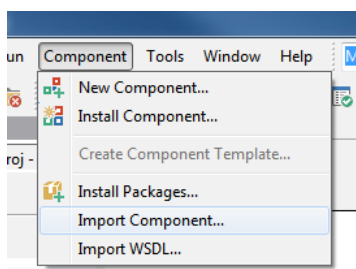 un Component Tools Window Help M
New Component...
Install Component...
roj -
Create Component Template...
Install Packages...
Import Component...
Import WSDL...